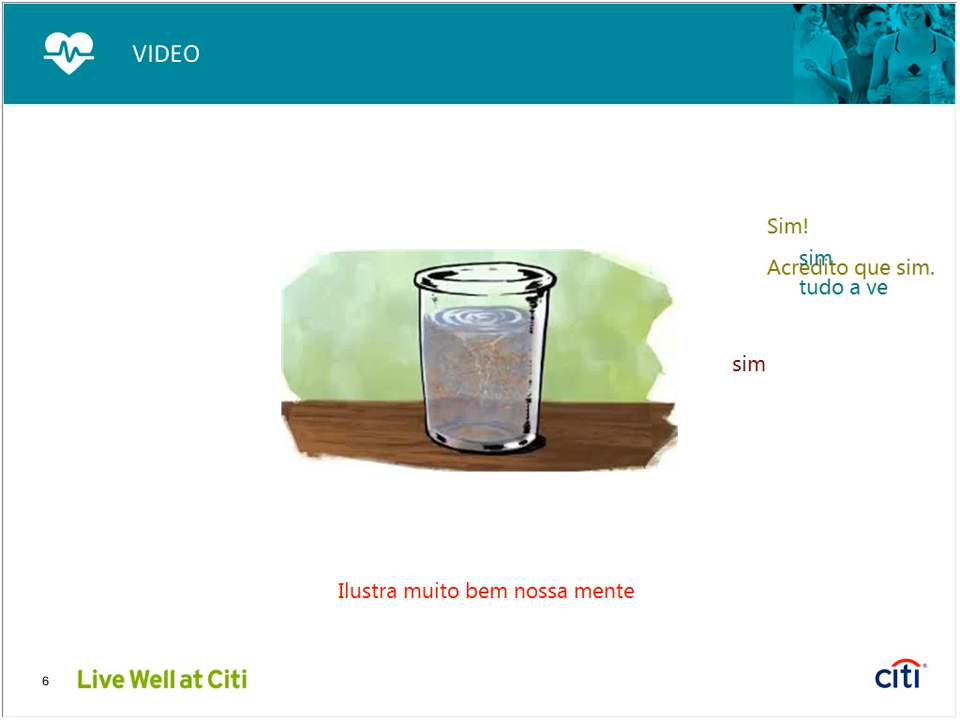 VIDEO
Sim!
sim
Acredito que sim.
tudo a ve
sim
Ilustra muito bem nossa mente
6
Live Well at Citi
citi®